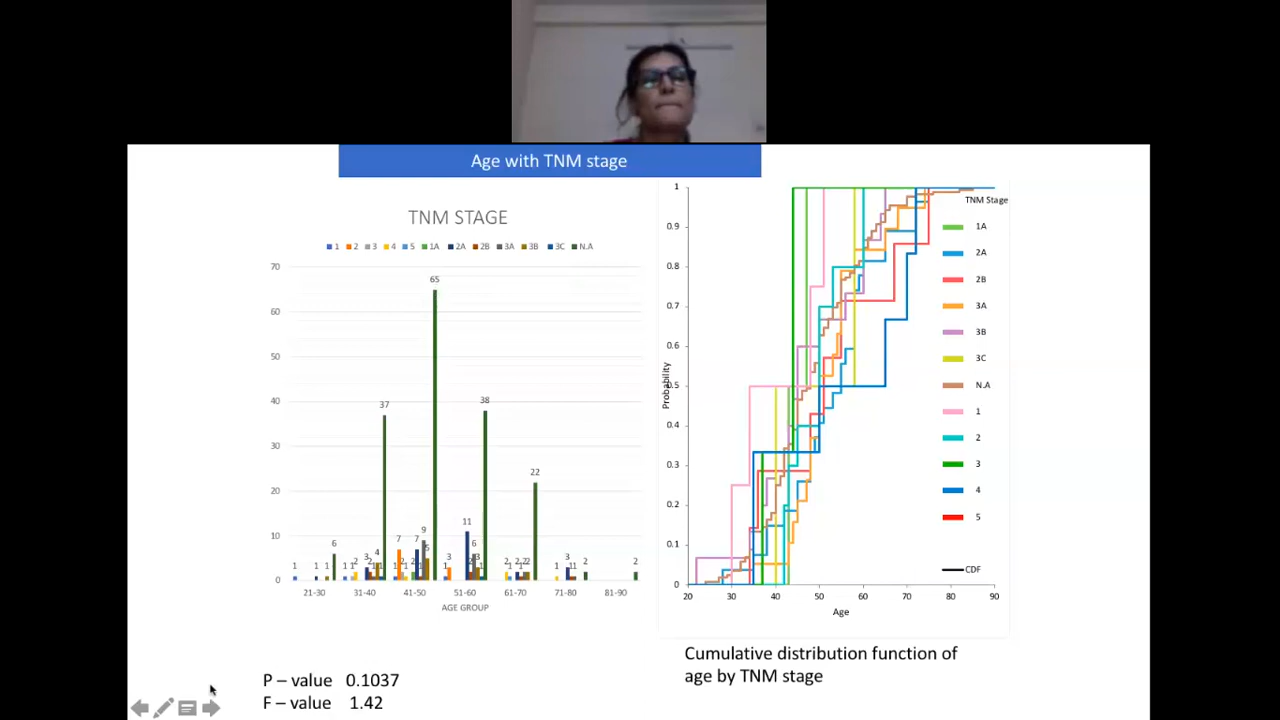 Age with TNM stage
TNM STAGE
1 2 3 4 5 1A 2A 2B 3A 3B 3C N.A
70
60
50
40
30
20
10
0
65
37
38
22
6
11
9
7 7
21-30 31-40 41-50 51-60 61-70 71-80 81-90
AGE GROUP
P – value 0.1037
F – value 1.42
1
0.9
0.8
0.7
0.6
0.5
0.4
0.3
0.2
0.1
0
Probability
20 30 40 50 60 70 80 90
Age
TNM Stage
1A
2A
2B
3A
3B
3C
N.A
1
2
3
4
5
CDF
Cumulative distribution function of
age by TNM stage